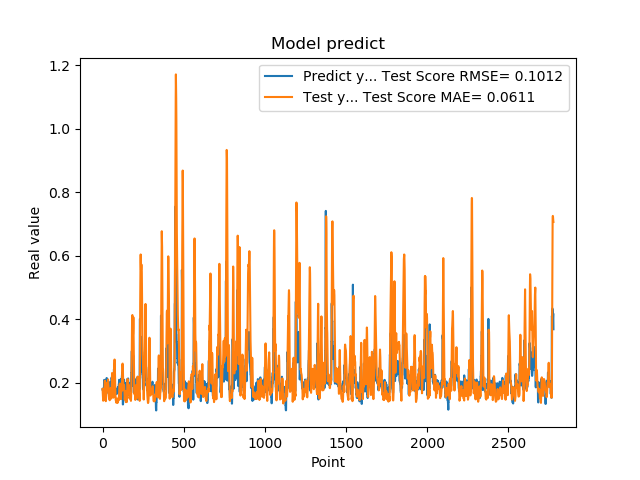 Model predict
Predict y... Test Score RMSE= 0.1012
Test y... Test Score MAE= 0.0611
1.2
1.0
0.8
0.6
0.4
0.2
Real value
0 500 1000 1500 2000 2500
Point